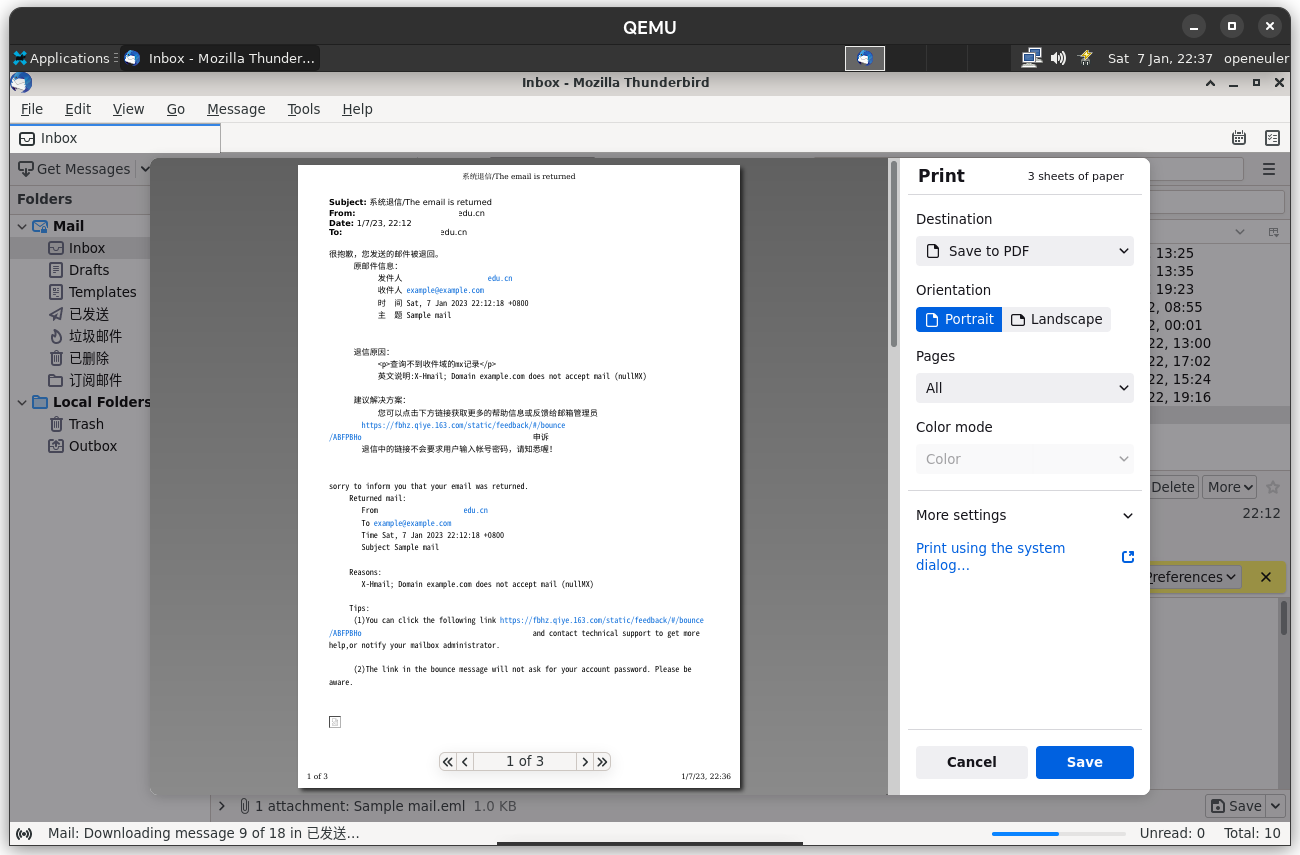 QEMU
Applications
Inbox - Mozilla Thunder...
Sat 7 Jan, 22:37 openeuler
Inbox - Mozilla Thunderbird
File Edit View Go Message Tools Help
Inbox
Get Messages
Folders
Mail
Inbox
Drafts
Templates
已发送
垃圾邮件
已删除
订阅邮件
Local Folders
Trash
Outbox
系统退信/The email is returned
Subject: 系统退信/The email is returned
From: edu.cn
Date: 1/7/23, 22:12
To: edu.cn
很抱歉，您发送的邮件被退回。
原邮件信息：
发件人 edu.cn
收件人 example@example.com
时 间 Sat, 7 Jan 2023 22:12:18 +0800
主 题 Sample mail
退信原因：
<p>查询不到收件域的mx记录</p>
英文说明:X-Hmail; Domain example.com does not accept mail (nullMX)
建议解决方案：
您可以点击下方链接获取更多的帮助信息或反馈给邮箱管理员
https://fbhz.qiye.163.com/static/feedback/#/bounce
/ABFPBHo 申诉
退信中的链接不会要求用户输入帐号密码，请知悉喔！
sorry to inform you that your email was returned.
Returned mail:
From edu.cn
To example@example.com
Time Sat, 7 Jan 2023 22:12:18 +0800
Subject Sample mail
Reasons:
X-Hmail; Domain example.com does not accept mail (nullMX)
Tips:
(1)You can click the following link https://fbhz.qiye.163.com/static/feedback/#/bounce
/ABFPBHo and contact technical support to get more
help,or notify your mailbox administrator.
(2)The link in the bounce message will not ask for your account password. Please be
aware.
1 of 3
1 of 3 1/7/23, 22:36
Print 3 sheets of paper
Destination
Save to PDF
Orientation
Portrait Landscape
Pages
All
Color mode
Color
More settings
Print using the system
dialog...
Cancel Save
13:25
13:35
19:23
2, 08:55
2, 00:01
22, 13:00
22, 17:02
22, 15:24
22, 19:16
Delete More
22:12
Preferences
1 attachment: Sample mail.eml 1.0 KB
Save
Mail: Downloading message 9 of 18 in 已发送...
Unread: 0 Total: 10